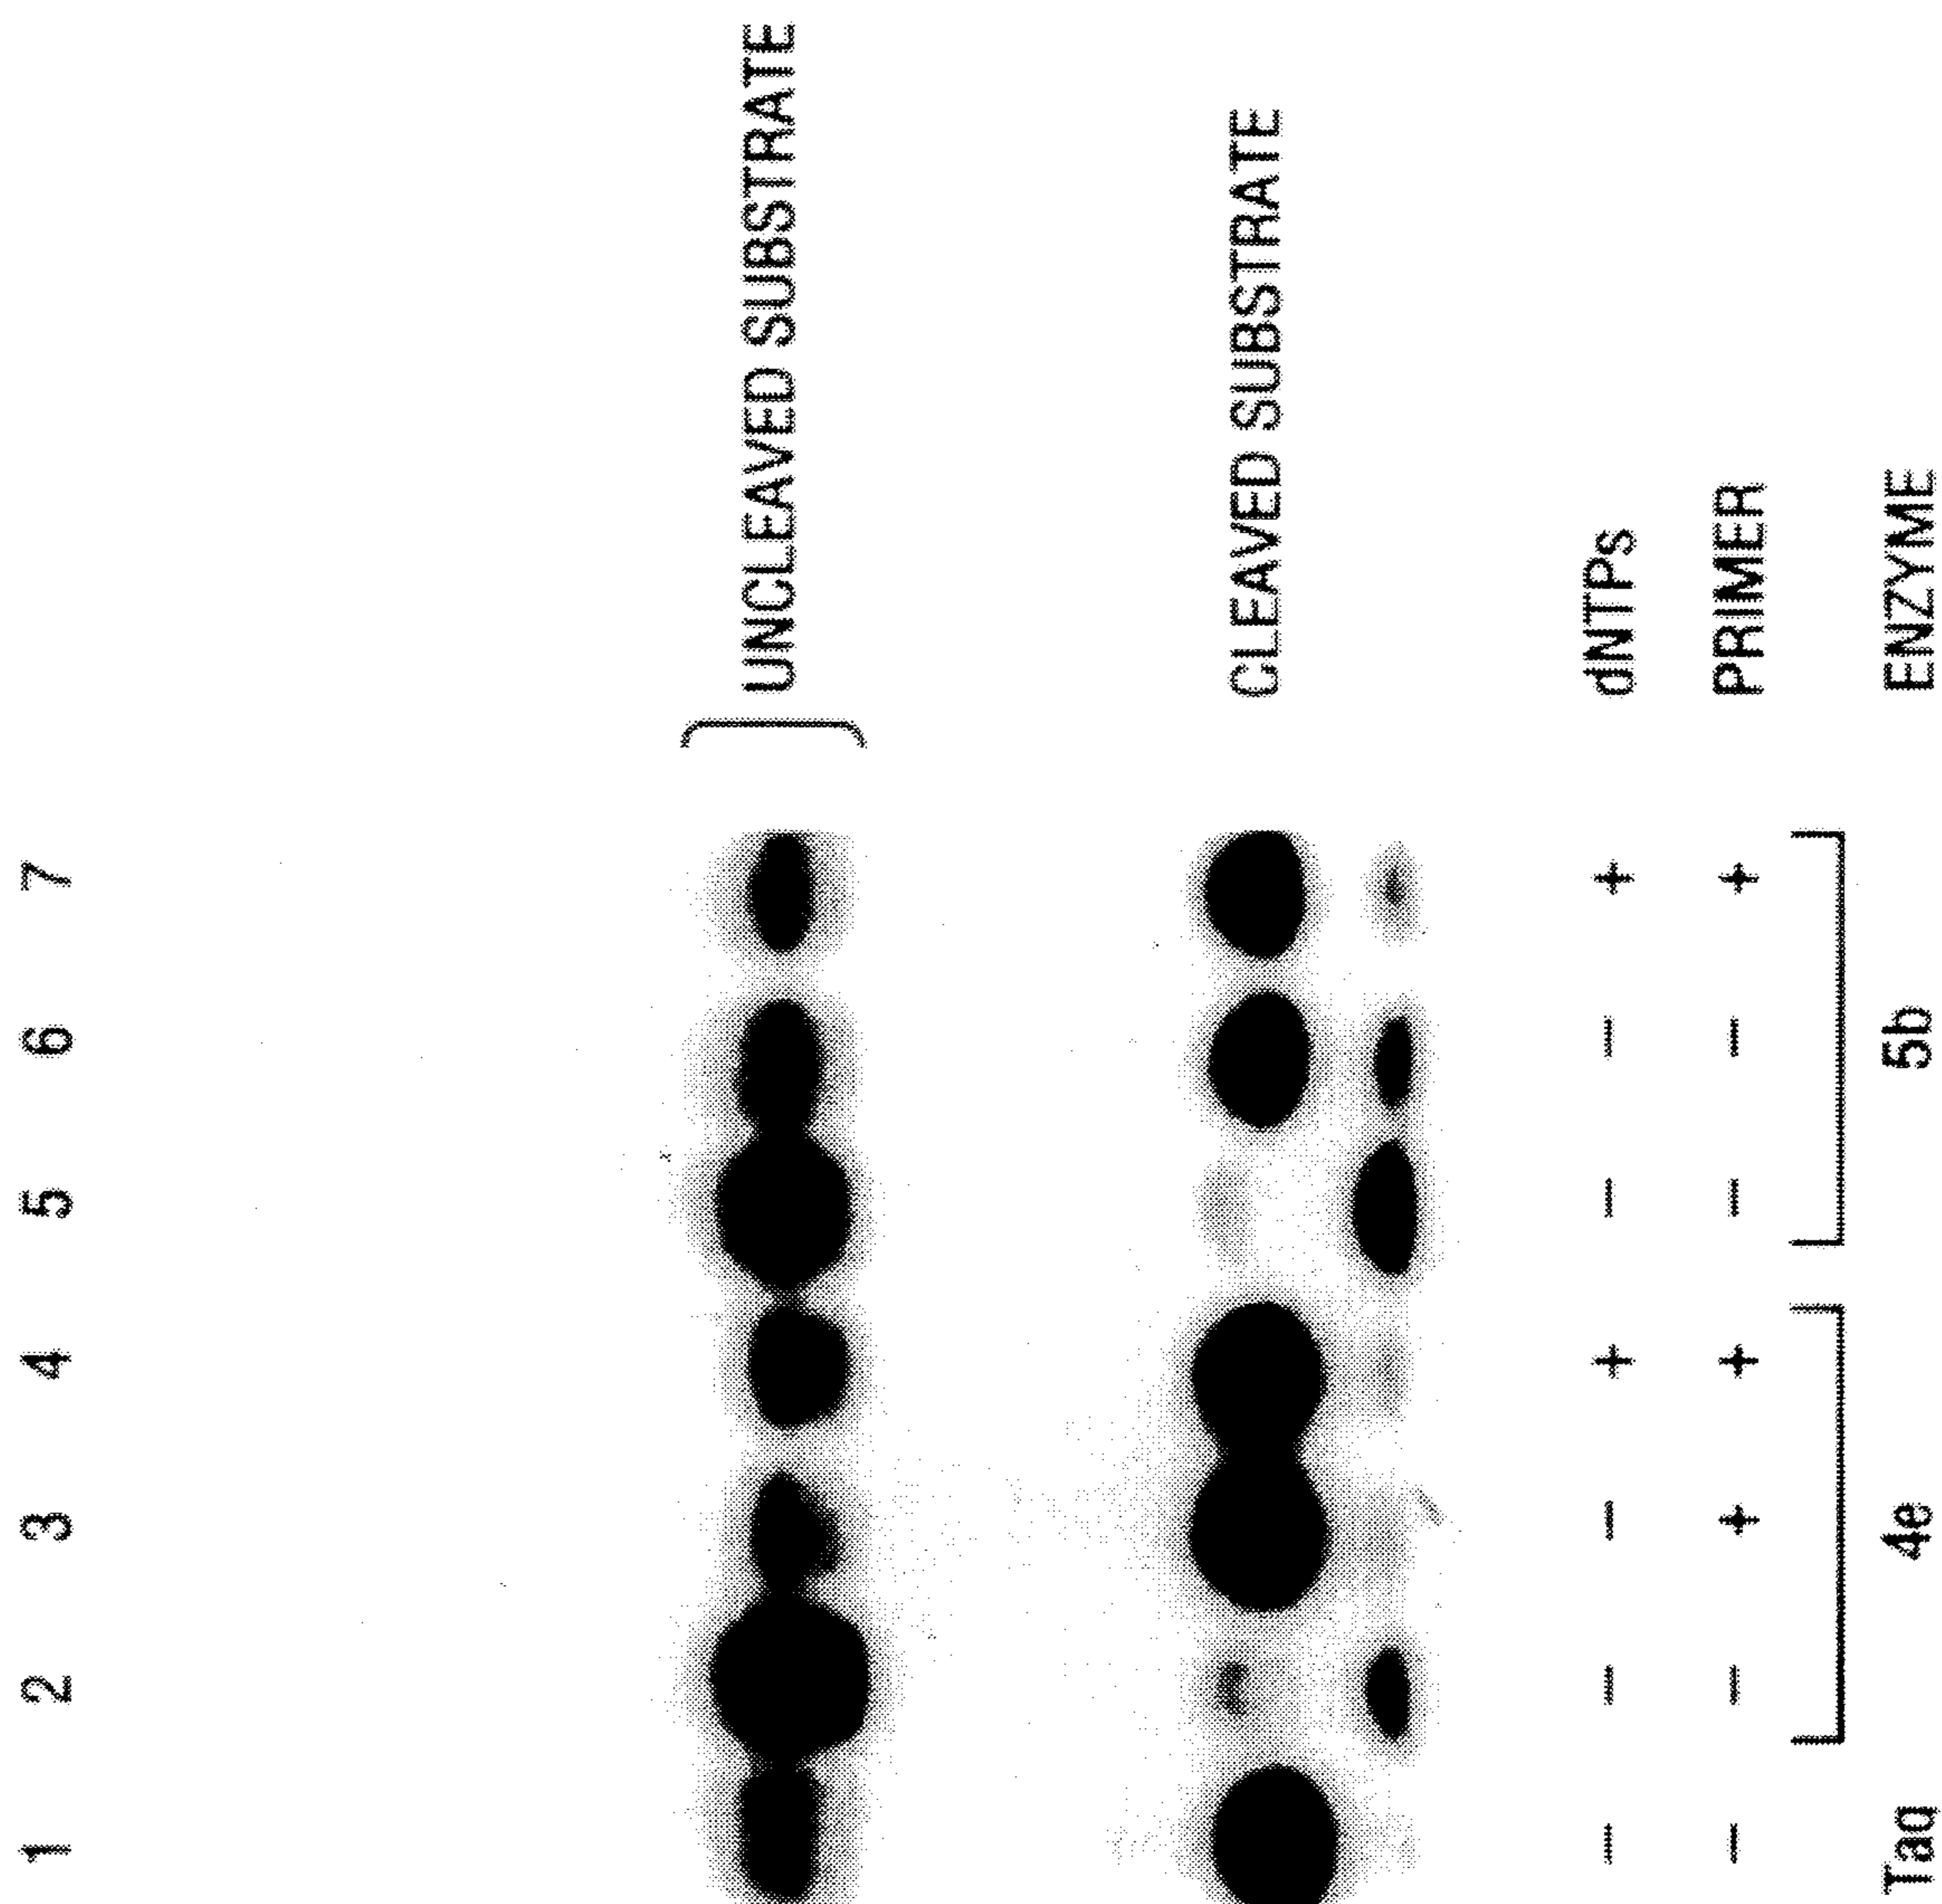 1 2 3 4 5 6 7
UNCLEAVED SUBSTRATE
CLEAVED SUBSTRATE
− − − + − − + dNTPs
− − + + − − + PRIMER
Taq 4e 5b ENZYME